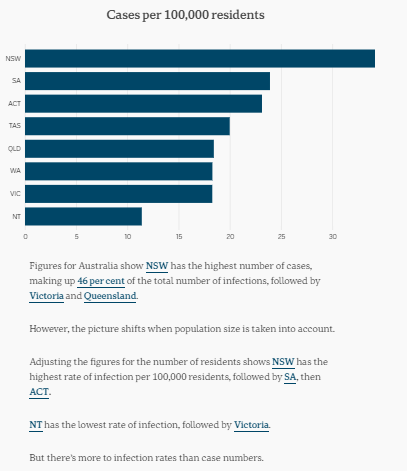 Cases per 100,000 residents
NSW
SA
ACT
TAS
QLD
WA
VIC
NT
0 5 10 15 20 25 30
Figures for Australia show NSW has the highest number of cases,
making up 46 per cent of the total number of infections, followed by
Victoria and Queensland.
However, the picture shifts when population size is taken into account.
Adjusting the figures for the number of residents shows NSW has the
highest rate of infection per 100,000 residents, followed by SA, then
ACT.
NT has the lowest rate of infection, followed by Victoria.
But there's more to infection rates than case numbers.